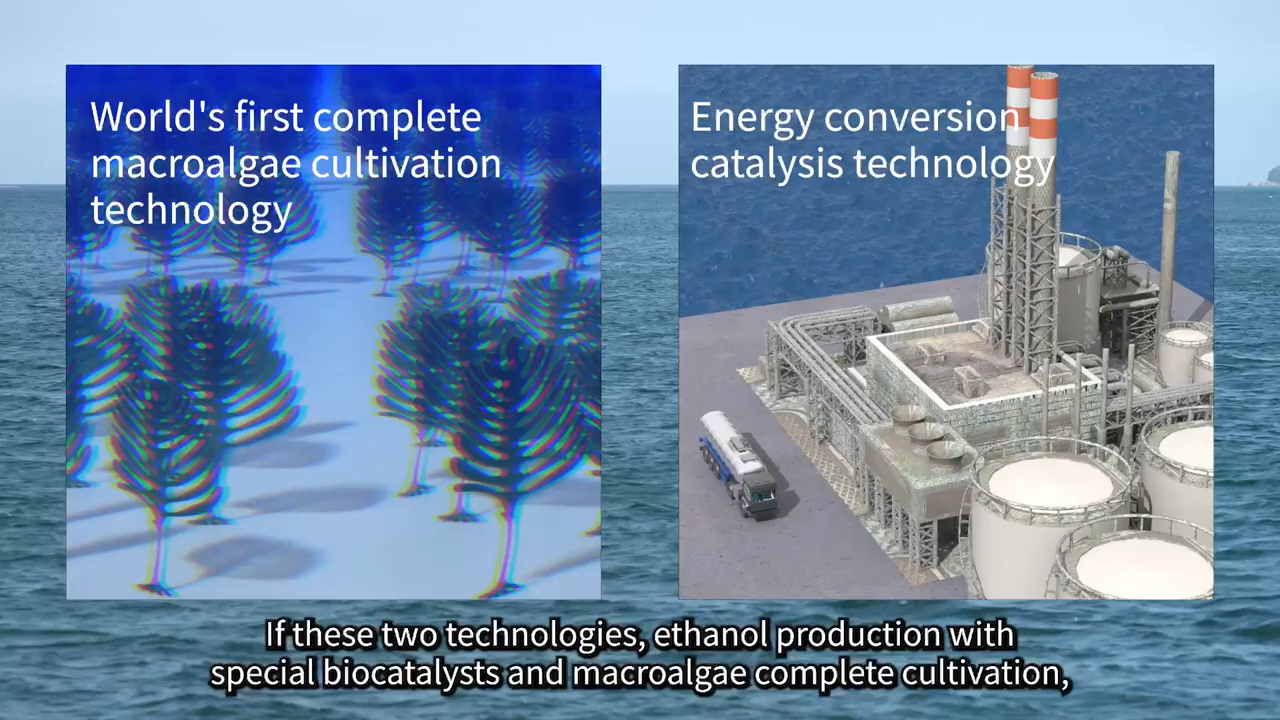 World's first complete
macroalgae cultivation
technology
Energy conversion
catalysis technology
If these two technologies, ethanol production with
special biocatalysts and macroalgae complete cultivation,